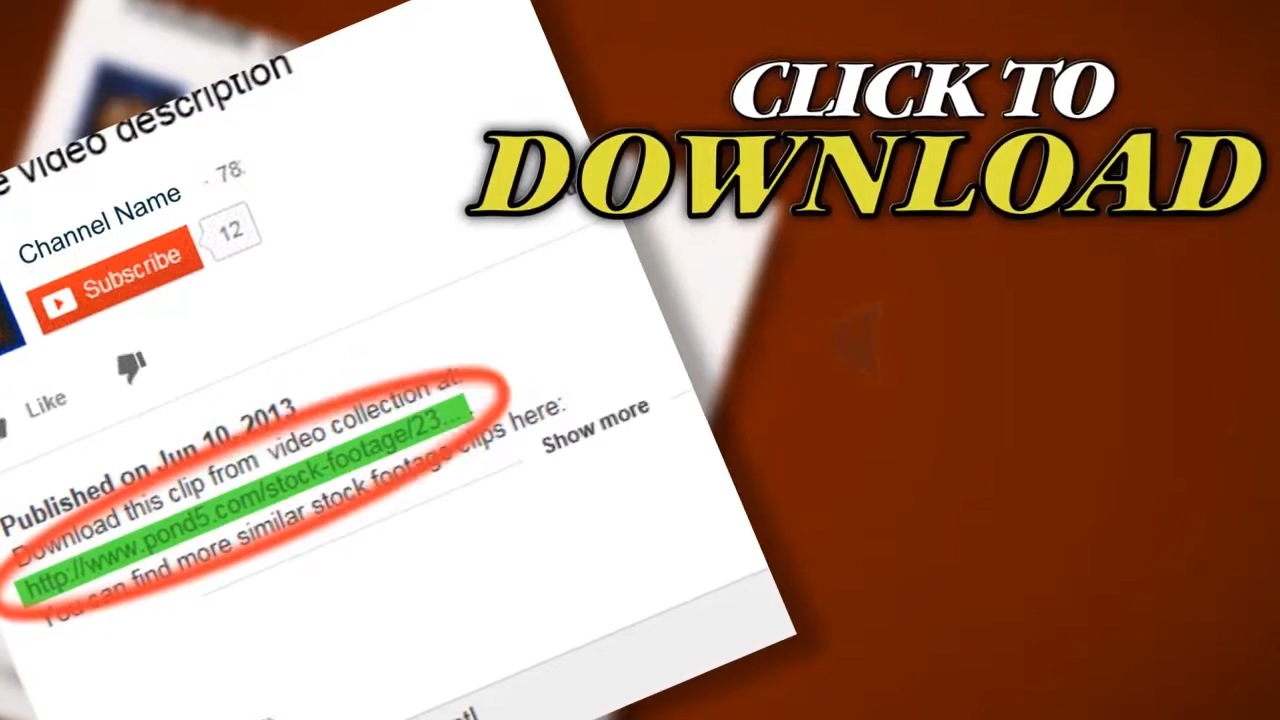 CLICK TO
DOWNLOAD
video description
Channel Name
78
Subscribe
12
Like
Published on Jun 10, 2013
Download this clip from video collection at:
http://www.pond5.com/stock-footage/23...
You can find more similar stock footage clips here:
Show more